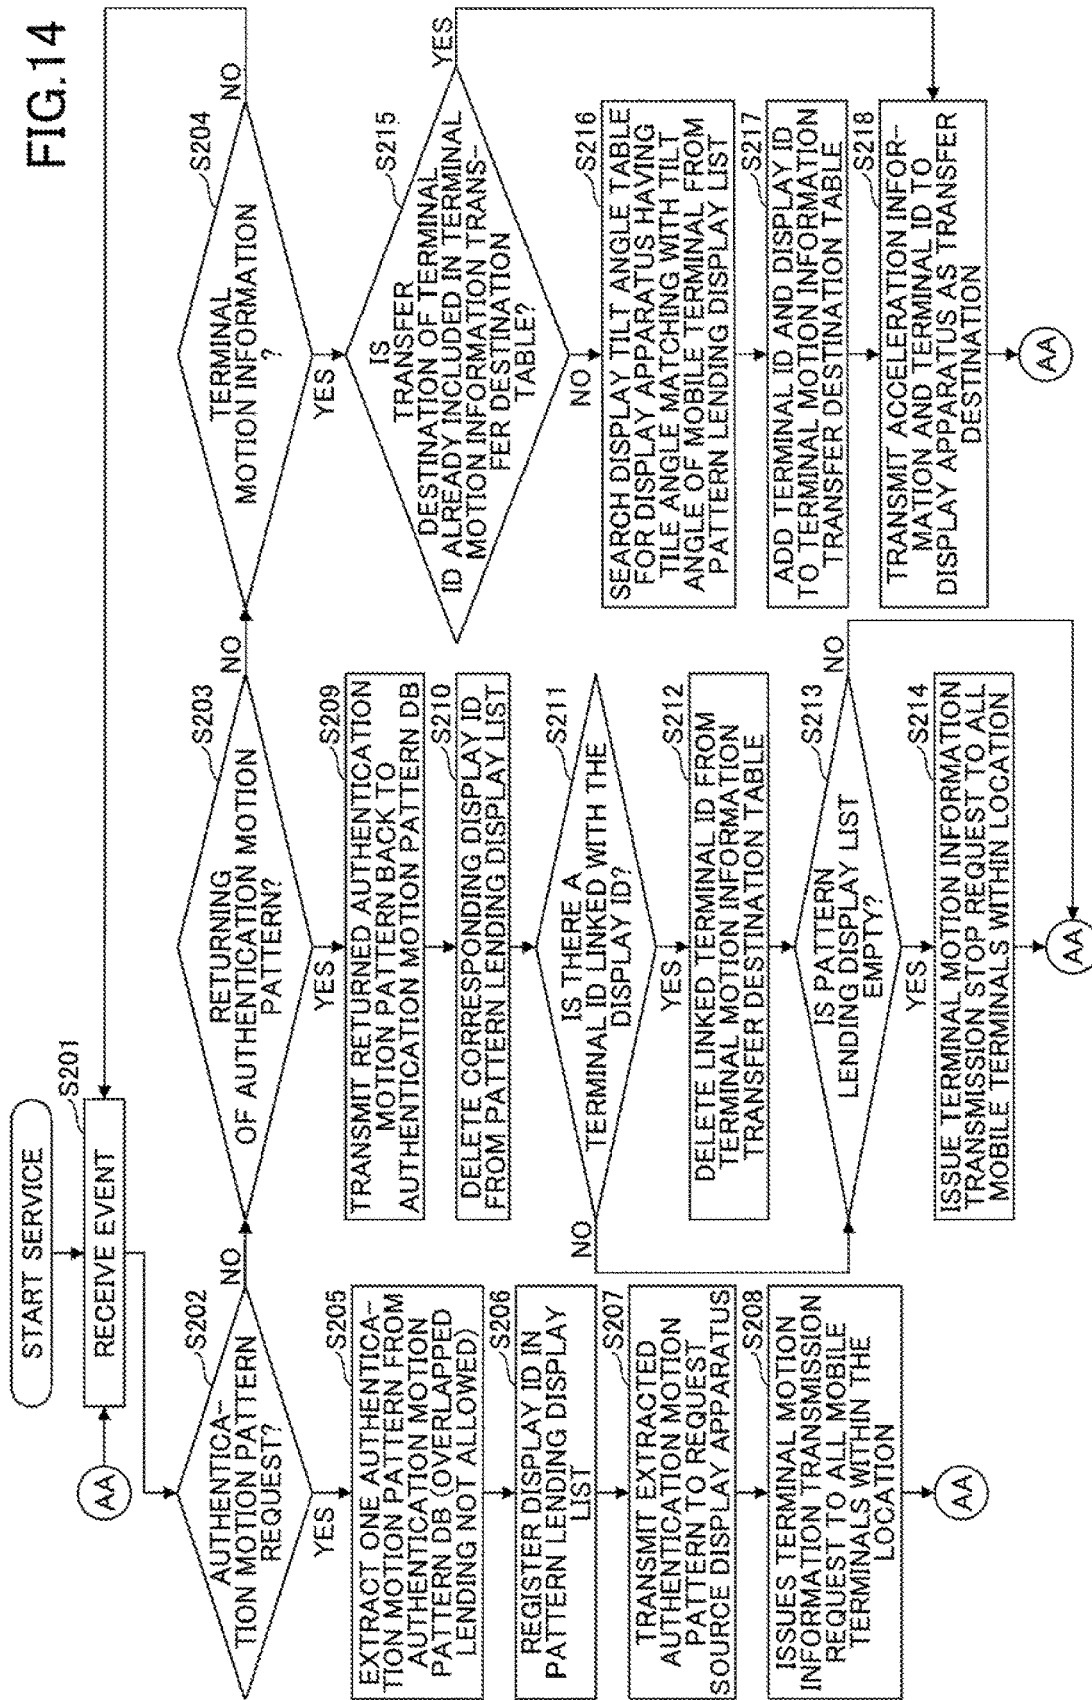 FIG.14
START SERVICE
S201
RECEIVE EVENT
AA
S202
AUTHENTICA-
TION MOTION PATTERN
REQUEST?
NO
YES
S205
EXTRACT ONE AUTHENTICA-
TION MOTION PATTERN FROM
AUTHENTICATION MOTION
PATTERN DB (OVERLAPPED
LENDING NOT ALLOWED)
S206
REGISTER DISPLAY ID IN
PATTERN LENDING DISPLAY
LIST
S207
TRANSMIT EXTRACTED
AUTHENTICATION MOTION
PATTERN TO REQUEST
SOURCE DISPLAY APPARATUS
S208
ISSUES TERMINAL MOTION
INFORMATION TRANSMISSION
REQUEST TO ALL MOBILE
TERMINALS WITHIN THE
LOCATION
AA
S203
RETURNING
OF AUTHENTICATION MOTION
PATTERN?
NO
YES
S209
TRANSMIT RETURNED AUTHENTICATION
MOTION PATTERN BACK TO
AUTHENTICATION MOTION PATTERN DB
S210
DELETE CORRESPONDING DISPLAY ID
FROM PATTERN LENDING DISPLAY LIST
S211
IS THERE A
TERMINAL ID LINKED WITH THE
DISPLAY ID?
NO
YES
S212
DELETE LINKED TERMINAL ID FROM
TERMINAL MOTION INFORMATION
TRANSFER DESTINATION TABLE
S213
IS PATTERN
LENDING DISPLAY LIST
EMPTY?
NO
YES
S214
ISSUE TERMINAL MOTION INFORMATION
TRANSMISSION STOP REQUEST TO ALL
MOBILE TERMINALS WITHIN LOCATION
AA
S204
TERMINAL
MOTION INFORMATION
?
NO
YES
S215
IS
TRANSFER
DESTINATION OF TERMINAL
ID ALREADY INCLUDED IN TERMINAL
MOTION INFORMATION TRANS-
FER DESTINATION
TABLE?
YES
NO
S216
SEARCH DISPLAY TILT ANGLE TABLE
FOR DISPLAY APPARATUS HAVING
TILE ANGLE MATCHING WITH TILT
ANGLE OF MOBILE TERMINAL FROM
PATTERN LENDING DISPLAY LIST
S217
ADD TERMINAL ID AND DISPLAY ID
TO TERMINAL MOTION INFORMATION
TRANSFER DESTINATION TABLE
S218
TRANSMIT ACCELERATION INFOR-
MATION AND TERMINAL ID TO
DISPLAY APPARATUS AS TRANSFER
DESTINATION
AA